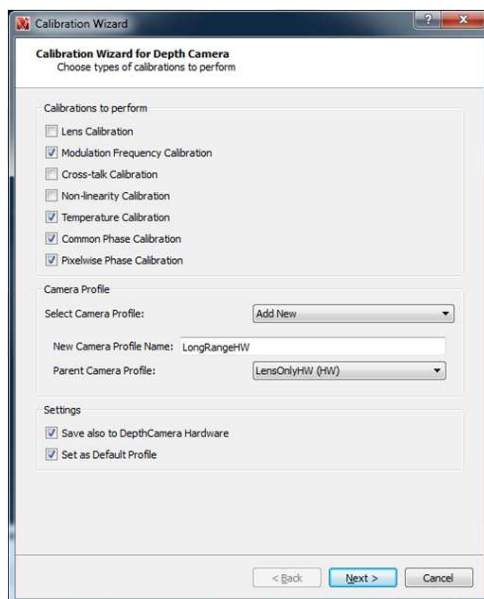 Calibration Wizard
?
X
Calibration Wizard for Depth Camera
Choose types of calibrations to perform
Calibrations to perform
Lens Calibration
Modulation Frequency Calibration
Cross-talk Calibration
Non-linearity Calibration
Temperature Calibration
Common Phase Calibration
Pixelwise Phase Calibration
Camera Profile
Select Camera Profile: Add New
New Camera Profile Name: LongRangeHW
Parent Camera Profile: LensOnlyHW (HW)
Settings
Save also to DepthCamera Hardware
Set as Default Profile
< Back Next > Cancel